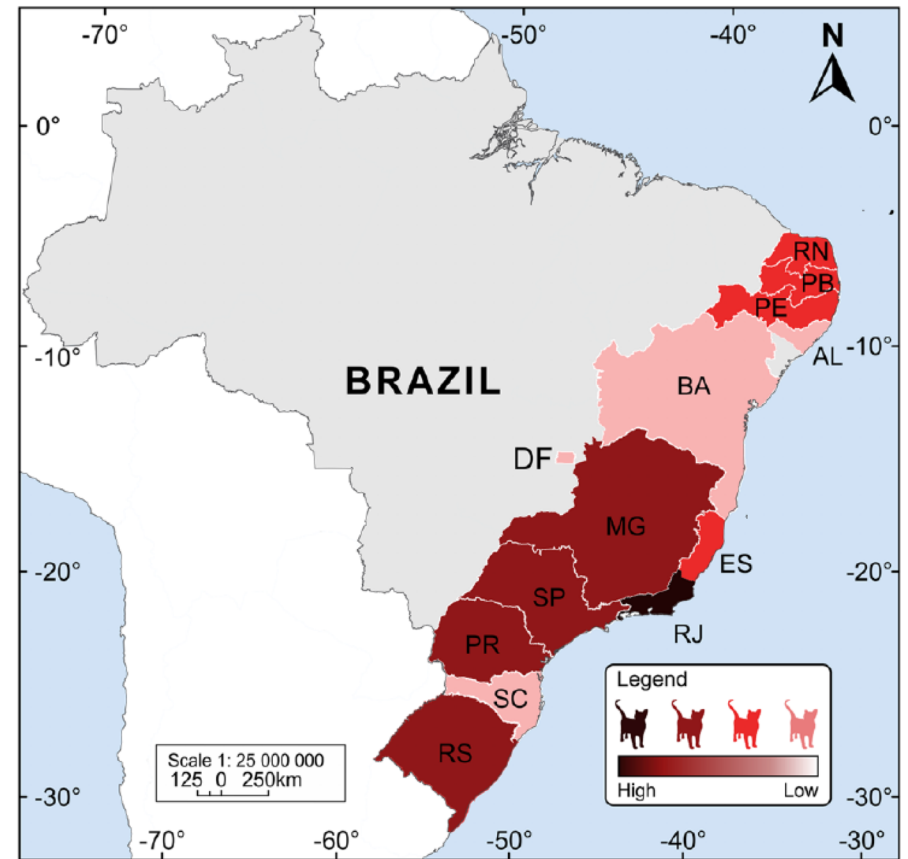 -70°
-50°
-40°
N
0°
0°
RN
PB
PE
-10°
AL
-10°
BRAZIL
BA
DF
MG
ES
-20°
-20°
SP
RJ
PR
Legend
SC
High
Low
RS
Scale 1: 25 000 000
125 0 250km
-30°
-30°
-70°
-60°
-50°
-40°
-30°